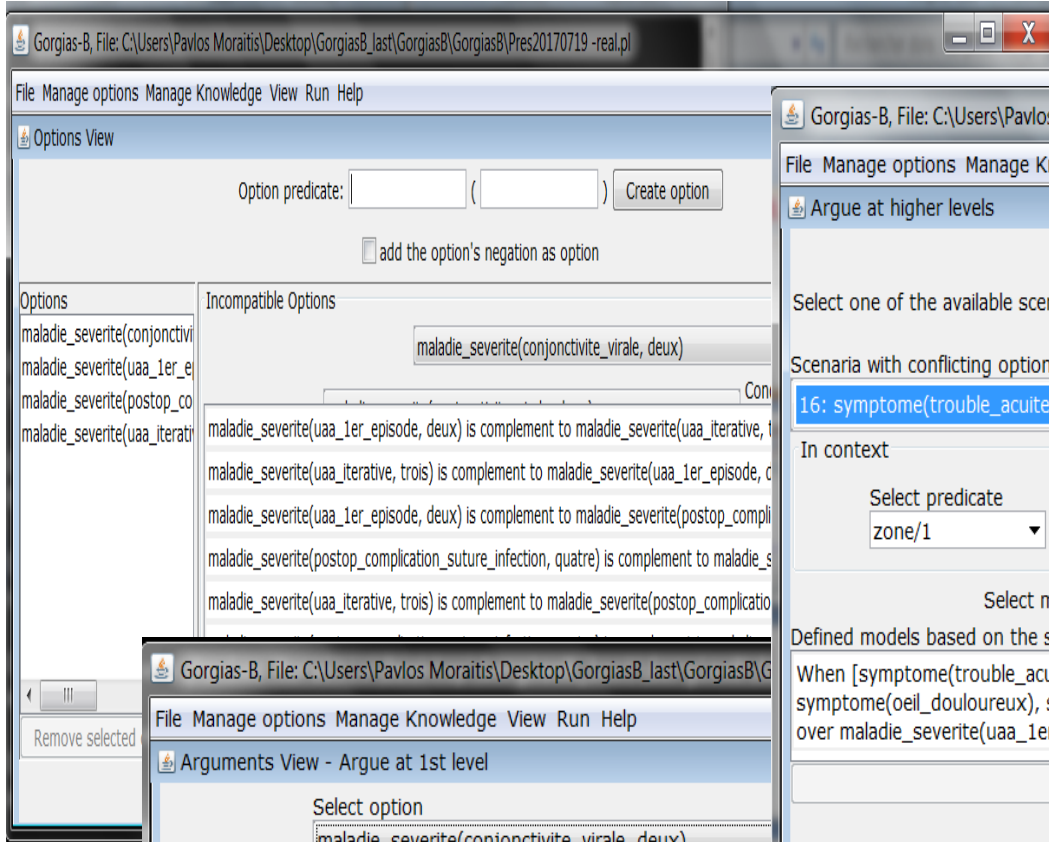 Gorgias-B, File: C:\Users\Pavlos Moraitis\Desktop\GorgiasB_last\GorgiasB\GorgiasB\Pres20170719 -real.pl
File Manage options Manage Knowledge View Run Help
Options View
Option predicate: ( ) Create option
add the option's negation as option
Options
maladie_severite(conjonctivi
maladie_severite(uaa_1er_e
maladie_severite(postop_co
maladie_severite(uaa_iterati
Remove selected
Incompatible Options
maladie_severite(conjonctivite_virale, deux)
Con
maladie_severite(uaa_1er_episode, deux) is complement to maladie_severite(uaa_iterative, t
maladie_severite(uaa_iterative, trois) is complement to maladie_severite(uaa_1er_episode, d
maladie_severite(uaa_1er_episode, deux) is complement to maladie_severite(postop_compli
maladie_severite(postop_complication_suture_infection, quatre) is complement to maladie_s
maladie_severite(uaa_iterative, trois) is complement to maladie_severite(postop_complicatio
Gorgias-B, File: C:\Users\Pavlos Moraitis\Desktop\GorgiasB_last\GorgiasB\G
File Manage options Manage Knowledge View Run Help
Arguments View - Argue at 1st level
Select option
maladie_severite(conjonctivite_virale, deux)
Gorgias-B, File: C:\Users\Pavlos
File Manage options Manage K
Argue at higher levels
Select one of the available sce
Scenaria with conflicting option
16: symptome(trouble_acuite
In context
Select predicate
zone/1
Select m
Defined models based on the s
When [symptome(trouble_acu
symptome(oeil_douloureux), s
over maladie_severite(uaa_1e